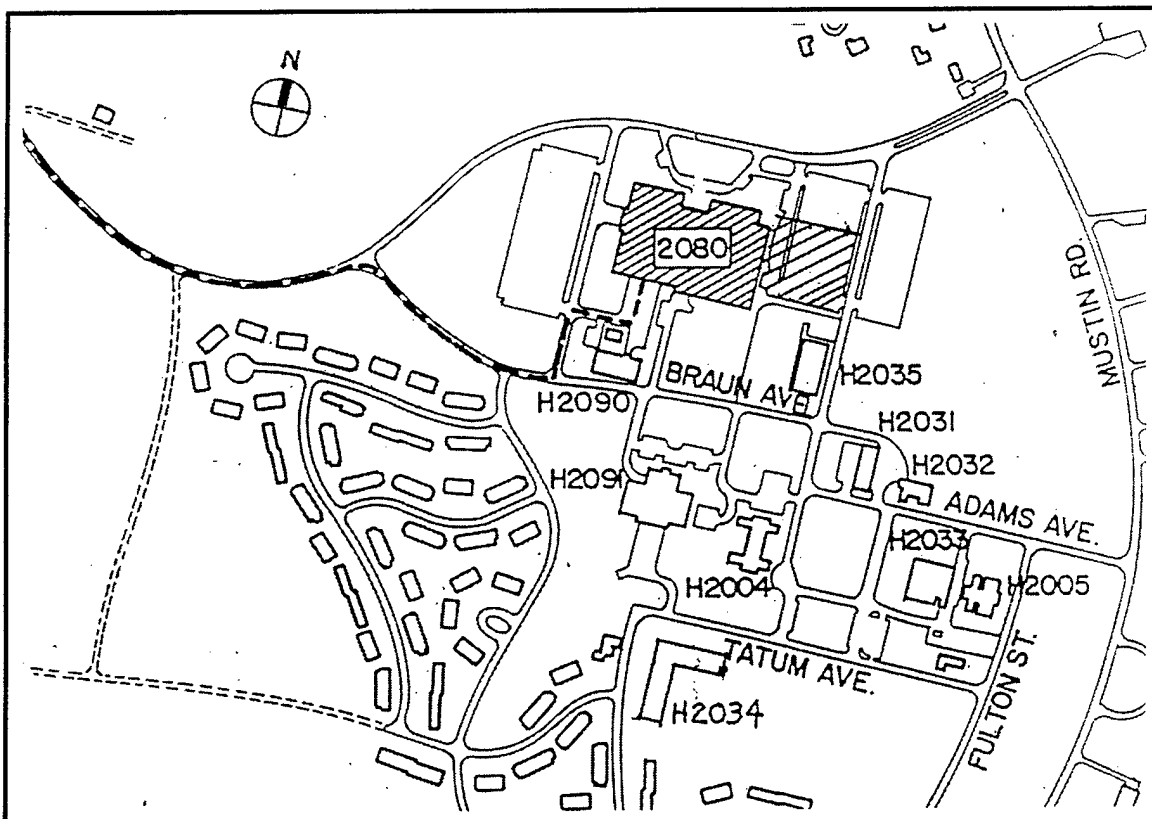 N
2080
MUSTIN RD.
H2035
BRAUN AVE
H2090
H2031
H2032
H2091
ADAMS AVE.
H2033
H2004
H2005
TATUM AVE.
H2034
FULTON ST.